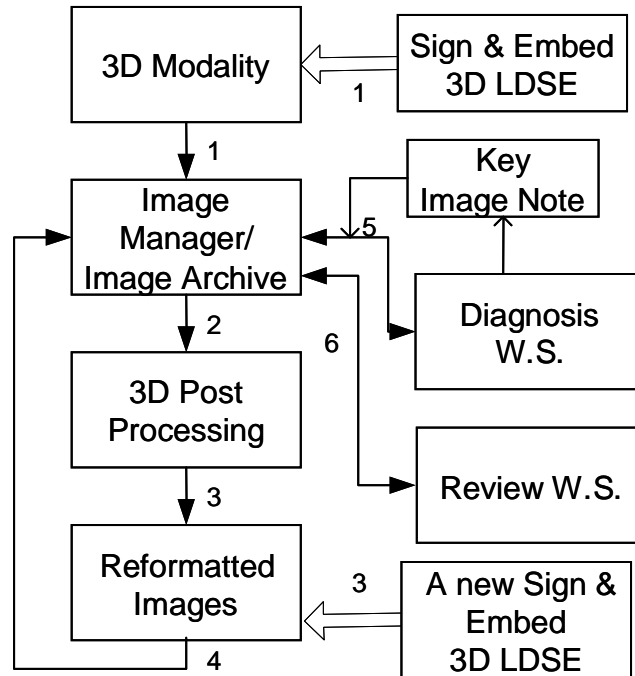 3D Modality
Sign & Embed
3D LDSE
1
1
Key
Image Note
Image
Manager/
Image Archive
5
2
6
Diagnosis
W.S.
3D Post
Processing
Review W.S.
3
Reformatted
Images
3
A new Sign &
Embed
3D LDSE
4